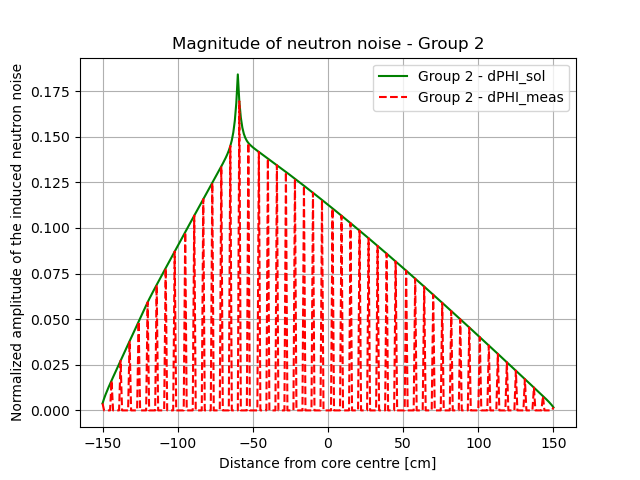 Magnitude of neutron noise - Group 2
Normalized amplitude of the induced neutron noise
Group 2 - dPHI_sol
Group 2 - dPHI_meas
0.175
0.150
0.125
0.100
0.075
0.050
0.025
0.000
−150 −100 −50 0 50 100 150
Distance from core centre [cm]